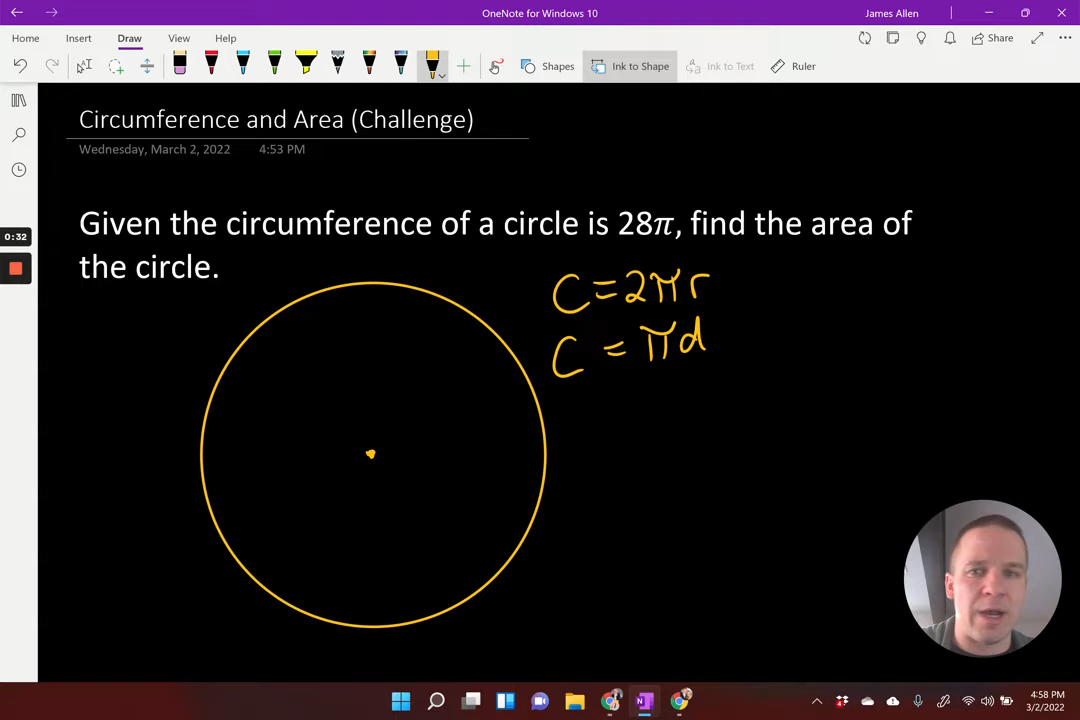 OneNote for Windows 10
James Allen
Home Insert Draw View Help
Shapes Ink to Shape Ink to Text Ruler Share
Circumference and Area (Challenge)
Wednesday, March 2, 2022 4:53 PM
Given the circumference of a circle is 28𝜋, find the area of
the circle.
0:32
C=2πr
C = πd
4:58 PM
3/2/2022